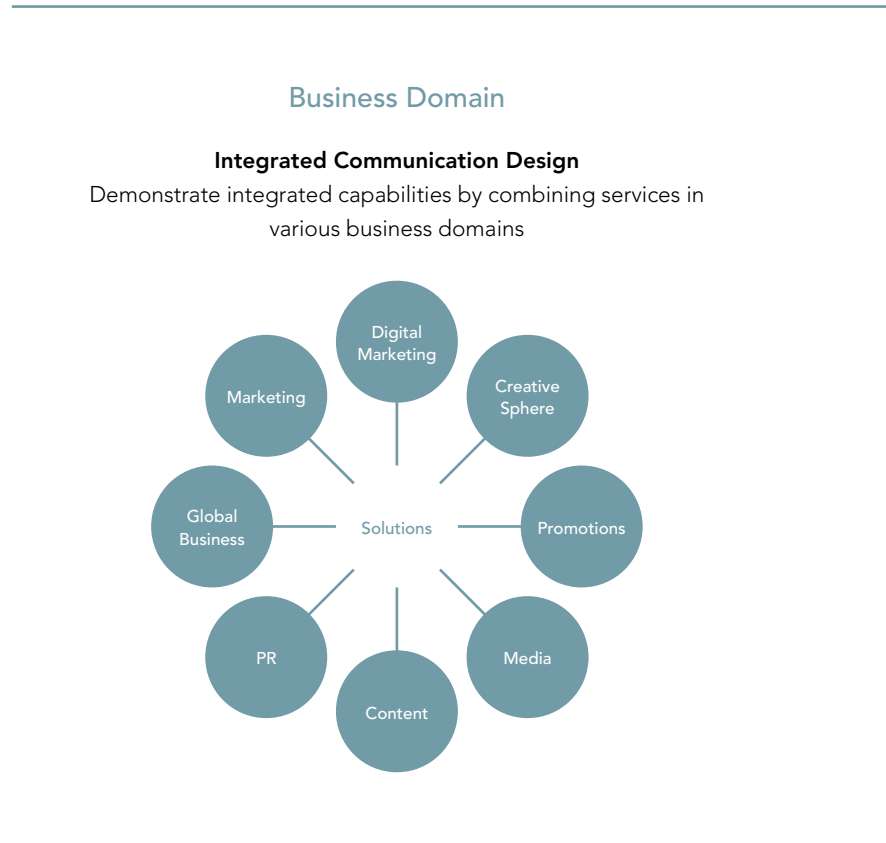 Business Domain
Integrated Communication Design
Demonstrate integrated capabilities by combining services in
various business domains
Digital
Marketing
Creative
Sphere
Marketing
Global
Business
Solutions
Promotions
PR
Media
Content